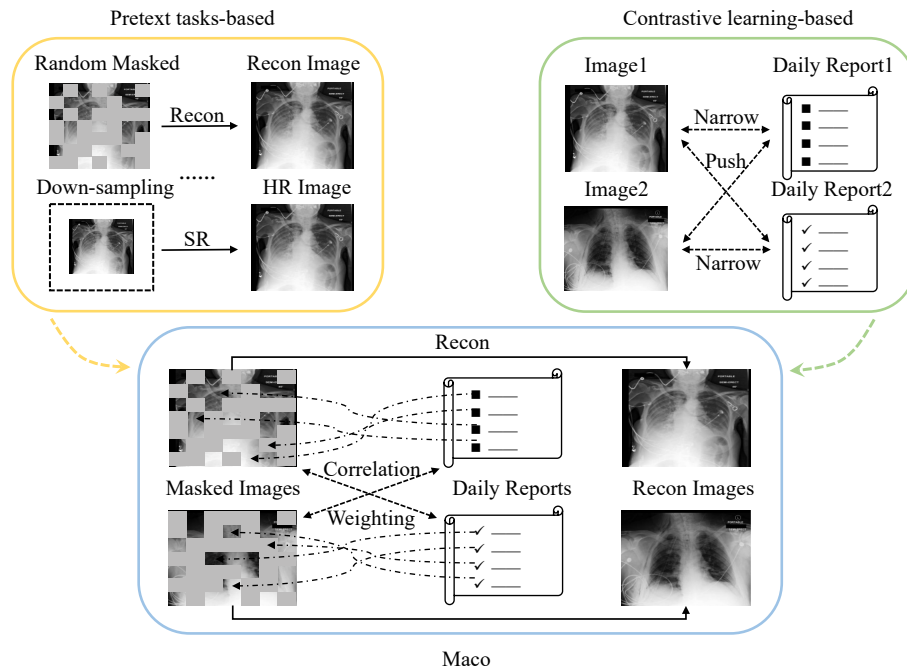 Pretext tasks-based
Random Masked
Recon Image
Recon
......
Down-sampling
HR Image
SR
Contrastive learning-based
Image1
Daily Report1
Narrow
Push
Image2
Daily Report2
Narrow
Recon
Correlation
Masked Images
Daily Reports
Recon Images
Weighting
Maco